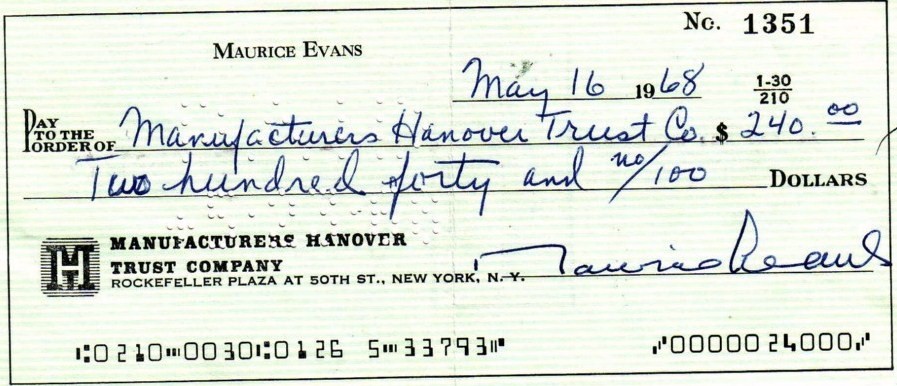 No. 1351
MAURICE EVANS
May 16 1968
1-30
210
PAY TO THE ORDER OF Manufacturers Hanover Trust Co. $ 240.00
Two hundred forty and no/100 DOLLARS
MANUFACTURERS HANOVER
TRUST COMPANY
ROCKEFELLER PLAZA AT 50TH ST., NEW YORK, N. Y.
Maurice Evans
⑆0210⑉0030⑆0126 5⑉33793⑈ ⑈0000024000⑈